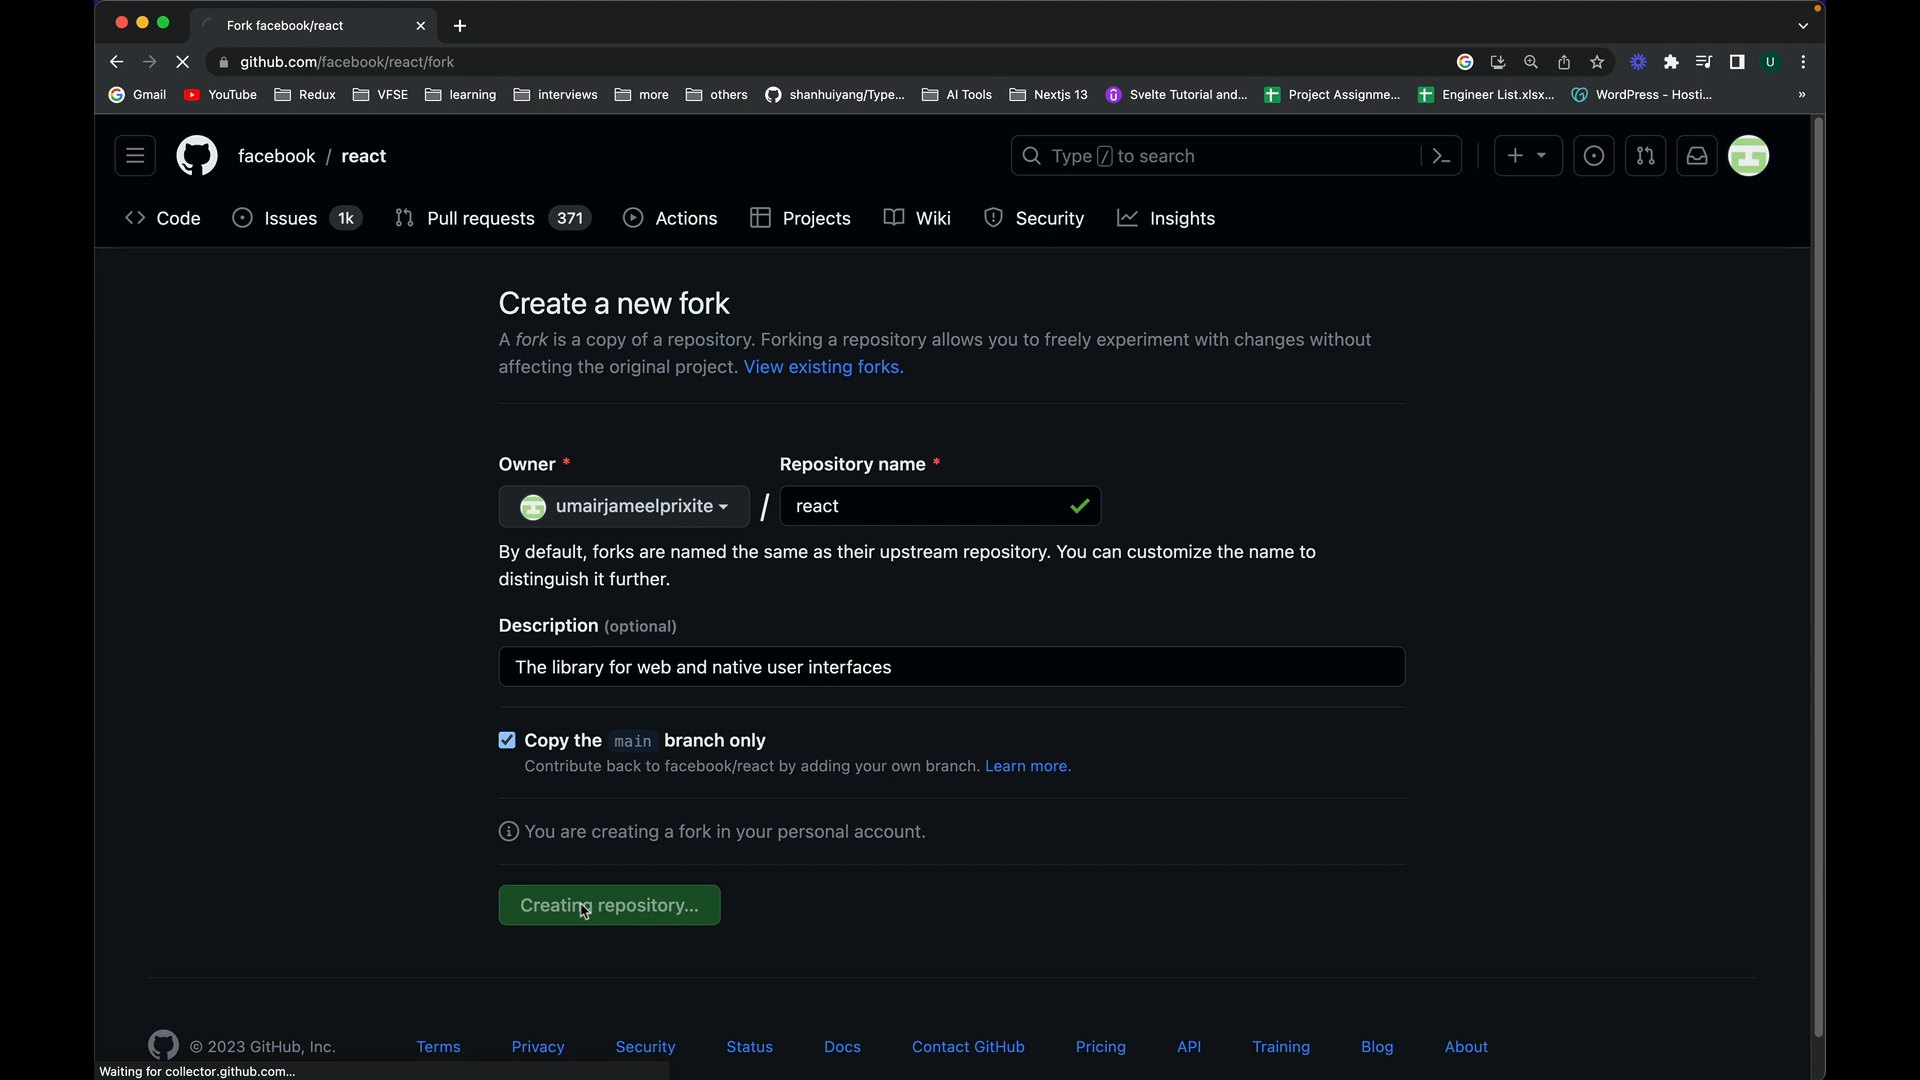 Fork facebook/react
github.com/facebook/react/fork
U
Gmail YouTube Redux VFSE learning interviews more others shanhuiyang/Type... AI Tools Nextjs 13 Svelte Tutorial and... Project Assignme... Engineer List.xlsx... WordPress - Hosti... »
facebook / react
Type / to search
Code Issues 1k Pull requests 371 Actions Projects Wiki Security Insights
Create a new fork
A fork is a copy of a repository. Forking a repository allows you to freely experiment with changes without
affecting the original project. View existing forks.
Owner * Repository name *
umairjameelprixite / react
By default, forks are named the same as their upstream repository. You can customize the name to
distinguish it further.
Description (optional)
The library for web and native user interfaces
Copy the main branch only
Contribute back to facebook/react by adding your own branch. Learn more.
You are creating a fork in your personal account.
Creating repository...
© 2023 GitHub, Inc. Terms Privacy Security Status Docs Contact GitHub Pricing API Training Blog About
Waiting for collector.github.com...